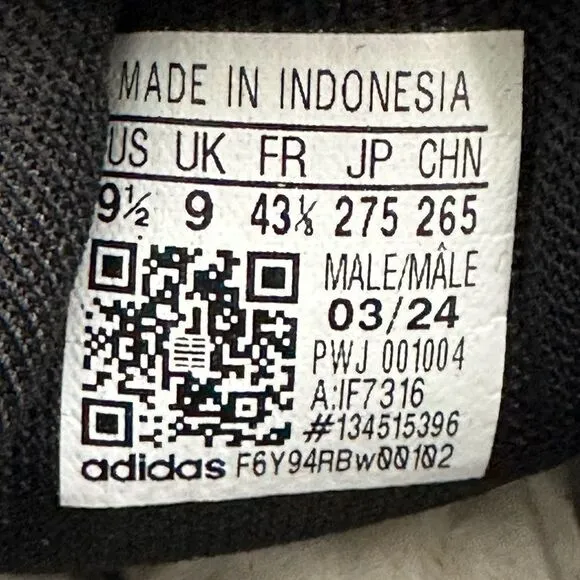 MADE IN INDONESIA
US UK FR JP CHN
9½ 9 43⅓ 275 265
MALE/MÂLE
03/24
PWJ 001004
A:IF7316
#134515396
adidas F6Y94RBw00102